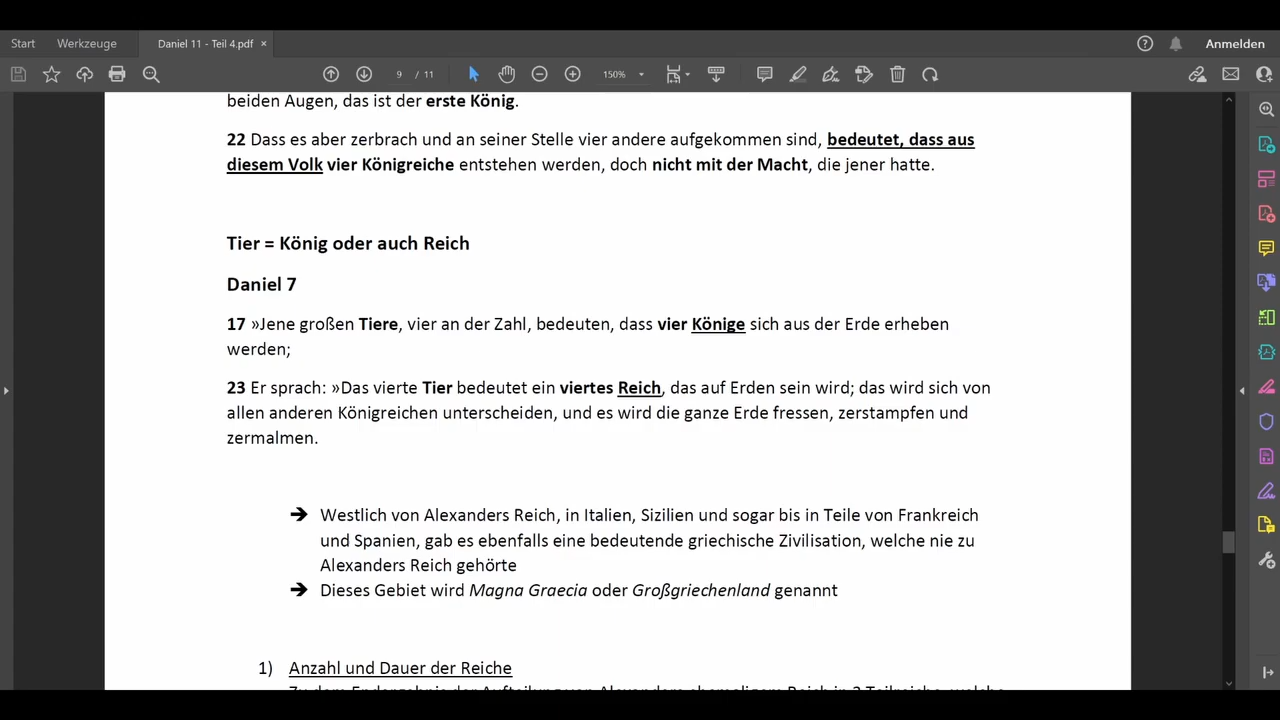 Start
Werkzeuge
Daniel 11 - Teil 4.pdf ×
Anmelden
9 / 11
150%
beiden Augen, das ist der erste König.
22 Dass es aber zerbrach und an seiner Stelle vier andere aufgekommen sind, bedeutet, dass aus
diesem Volk vier Königreiche entstehen werden, doch nicht mit der Macht, die jener hatte.
Tier = König oder auch Reich
Daniel 7
17 »Jene großen Tiere, vier an der Zahl, bedeuten, dass vier Könige sich aus der Erde erheben
werden;
23 Er sprach: »Das vierte Tier bedeutet ein viertes Reich, das auf Erden sein wird; das wird sich von
allen anderen Königreichen unterscheiden, und es wird die ganze Erde fressen, zerstampfen und
zermalmen.
➔ Westlich von Alexanders Reich, in Italien, Sizilien und sogar bis in Teile von Frankreich
und Spanien, gab es ebenfalls eine bedeutende griechische Zivilisation, welche nie zu
Alexanders Reich gehörte
➔ Dieses Gebiet wird Magna Graecia oder Großgriechenland genannt
1) Anzahl und Dauer der Reiche